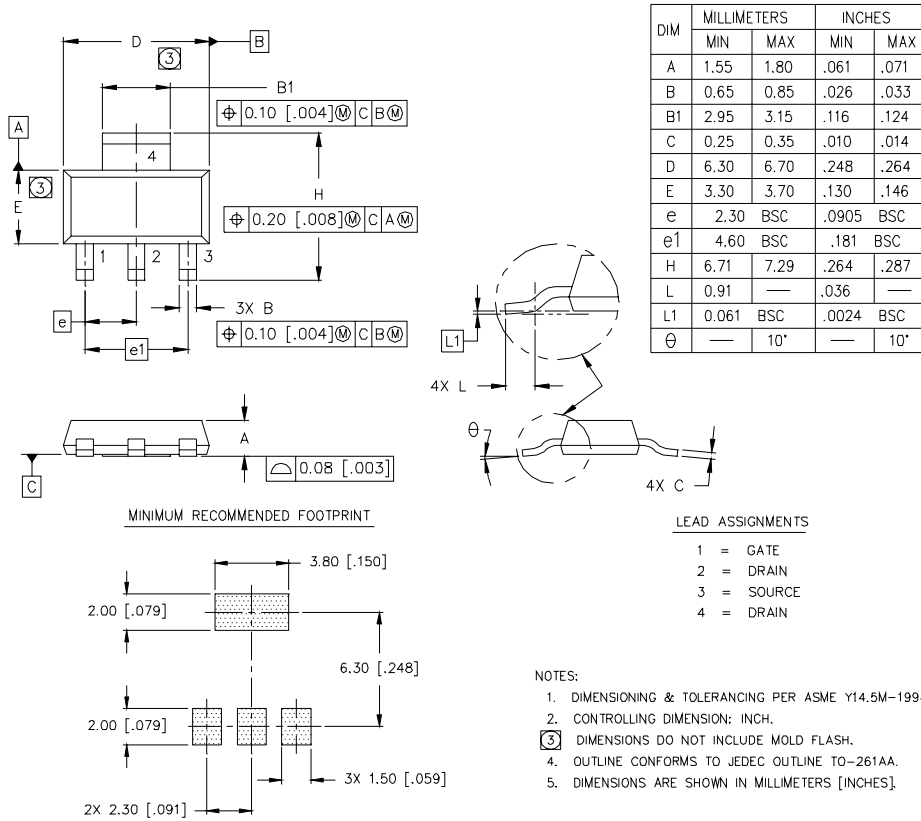 D
B
3
B1
⌖ 0.10 [.004] Ⓜ C B Ⓜ
A
4
3
E
H
⌖ 0.20 [.008] Ⓜ C A Ⓜ
1 2 3
3X B
e
⌖ 0.10 [.004] Ⓜ C B Ⓜ
e1
L1
4X L
A
⌓ 0.08 [.003]
C
θ
4X C
DIM MILLIMETERS INCHES
MIN MAX MIN MAX
A 1.55 1.80 .061 .071
B 0.65 0.85 .026 .033
B1 2.95 3.15 .116 .124
C 0.25 0.35 .010 .014
D 6.30 6.70 .248 .264
E 3.30 3.70 .130 .146
e 2.30 BSC .0905 BSC
e1 4.60 BSC .181 BSC
H 6.71 7.29 .264 .287
L 0.91 — .036 —
L1 0.061 BSC .0024 BSC
θ — 10° — 10°
MINIMUM RECOMMENDED FOOTPRINT
3.80 [.150]
2.00 [.079]
6.30 [.248]
2.00 [.079]
3X 1.50 [.059]
2X 2.30 [.091]
LEAD ASSIGNMENTS
1 = GATE
2 = DRAIN
3 = SOURCE
4 = DRAIN
NOTES:
1. DIMENSIONING & TOLERANCING PER ASME Y14.5M-199
2. CONTROLLING DIMENSION: INCH.
3 DIMENSIONS DO NOT INCLUDE MOLD FLASH.
4. OUTLINE CONFORMS TO JEDEC OUTLINE TO-261AA.
5. DIMENSIONS ARE SHOWN IN MILLIMETERS [INCHES].